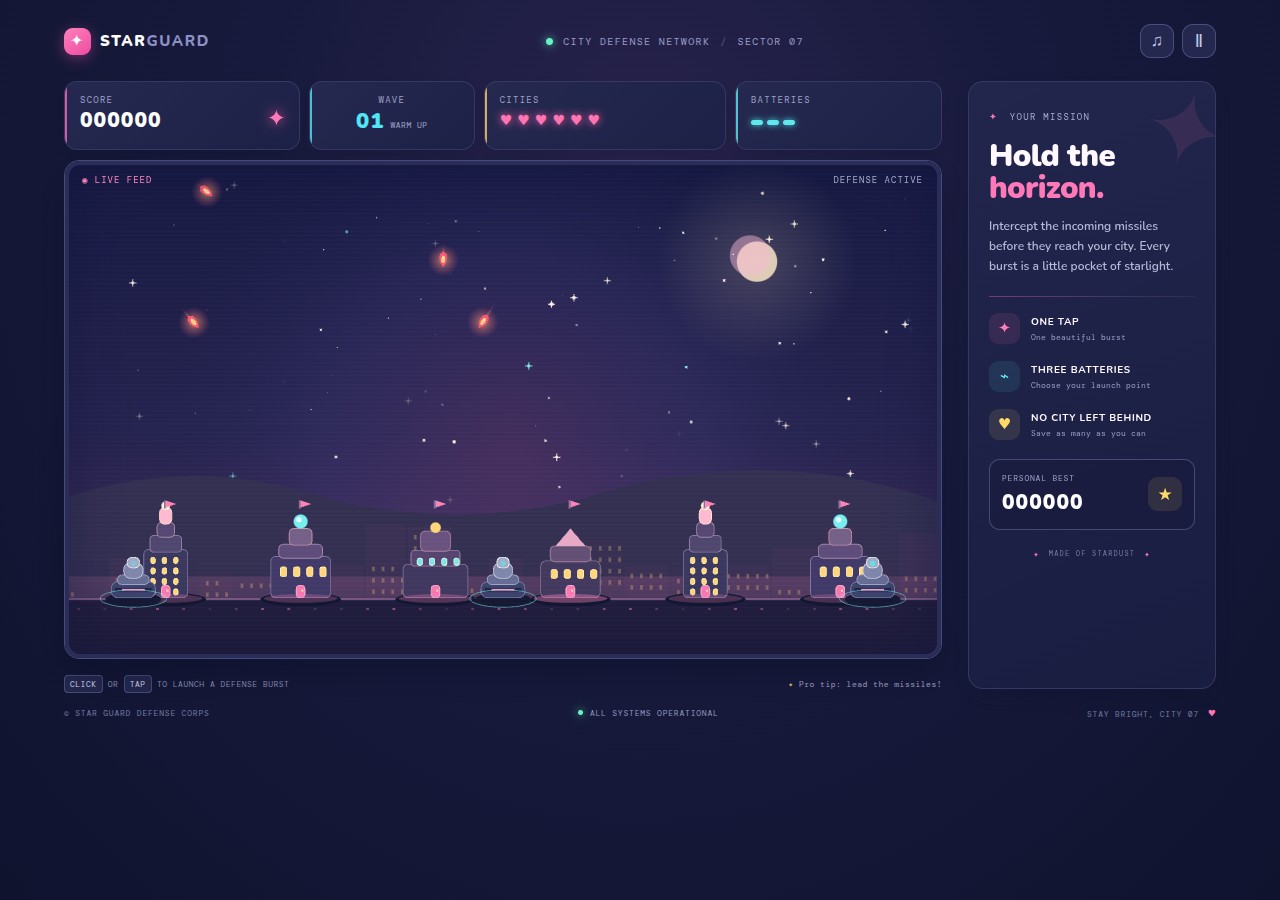 STARGUARD
CITY DEFENSE NETWORK / SECTOR 07
SCORE
000000
WAVE
01 WARM UP
CITIES
BATTERIES
LIVE FEED
DEFENSE ACTIVE
YOUR MISSION
Hold the
horizon.
Intercept the incoming missiles
before they reach your city. Every
burst is a little pocket of starlight.
ONE TAP
One beautiful burst
THREE BATTERIES
Choose your launch point
NO CITY LEFT BEHIND
Save as many as you can
PERSONAL BEST
000000
MADE OF STARDUST
CLICK OR TAP TO LAUNCH A DEFENSE BURST
Pro tip: lead the missiles!
© STAR GUARD DEFENSE CORPS
ALL SYSTEMS OPERATIONAL
STAY BRIGHT, CITY 07